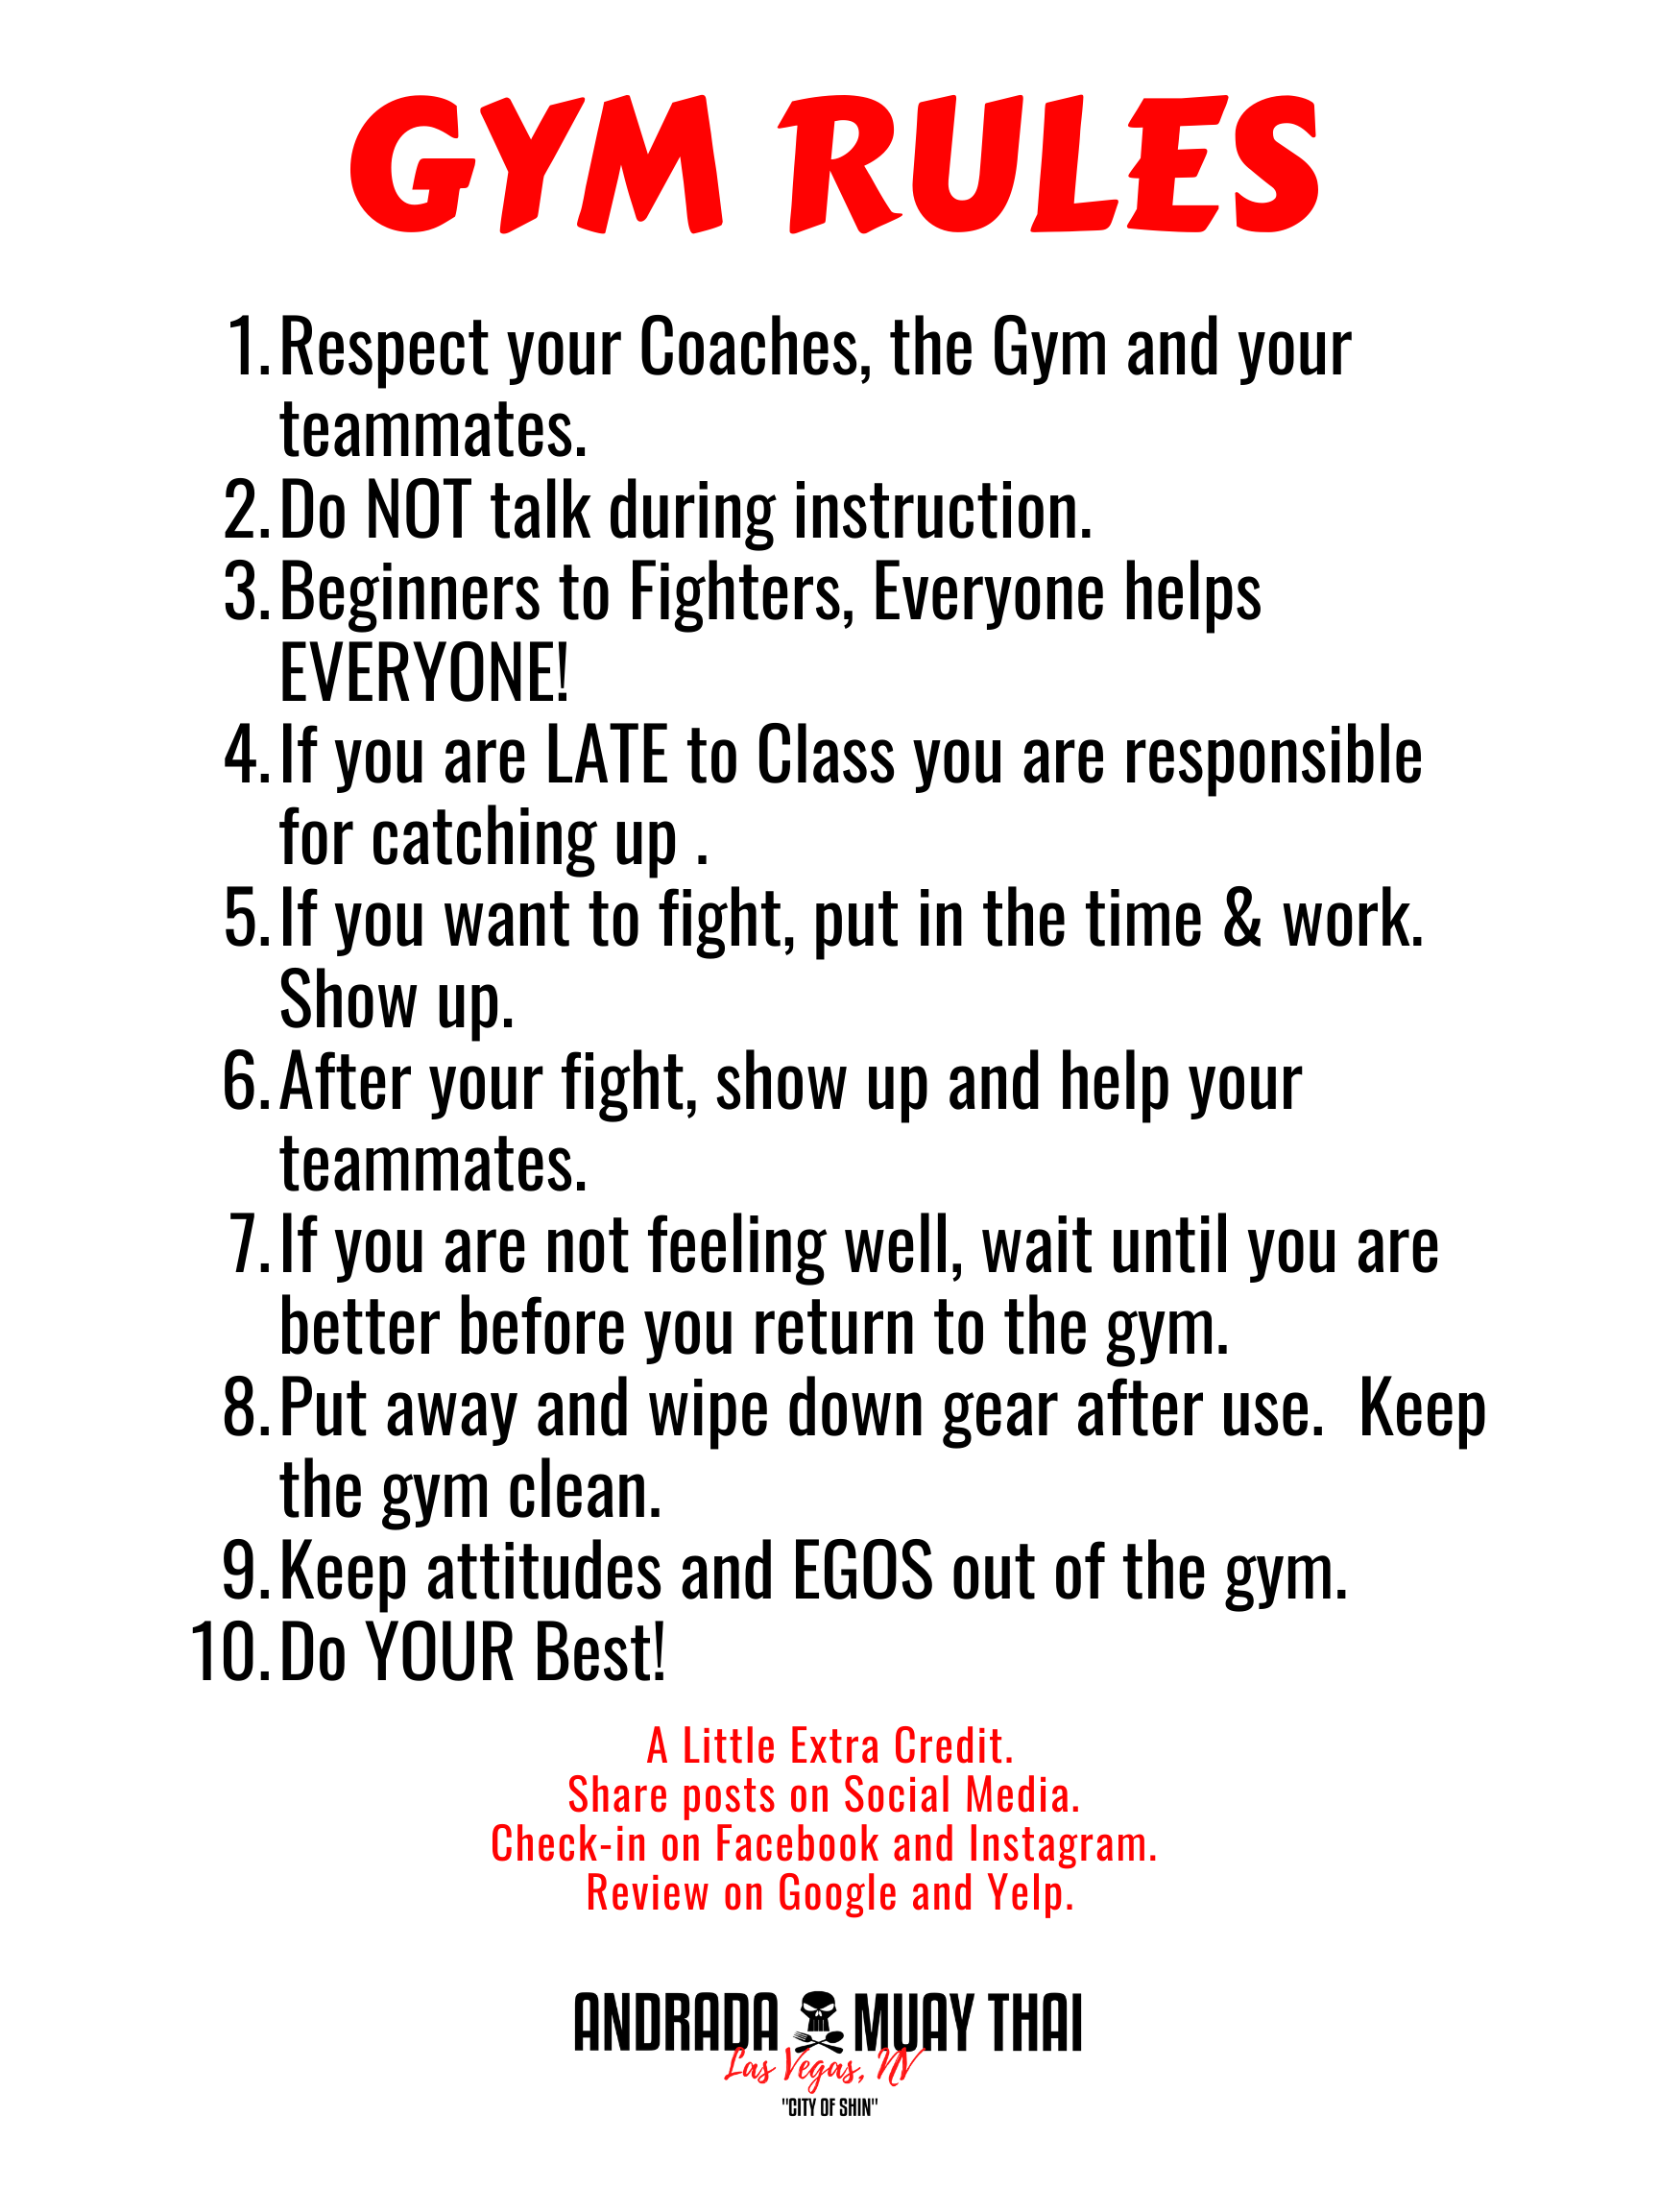 GYM RULES
1. Respect your Coaches, the Gym and your
teammates.
2. Do NOT talk during instruction.
3. Beginners to Fighters, Everyone helps
EVERYONE!
4. If you are LATE to Class you are responsible
for catching up .
5. If you want to fight, put in the time & work.
Show up.
6. After your fight, show up and help your
teammates.
7. If you are not feeling well, wait until you are
better before you return to the gym.
8. Put away and wipe down gear after use.  Keep
the gym clean.
9. Keep attitudes and EGOS out of the gym.
10. Do YOUR Best!
A Little Extra Credit.
Share posts on Social Media.
Check-in on Facebook and Instagram.
Review on Google and Yelp.
ANDRADA MUAY THAI
Las Vegas, NV
"CITY OF SHIN"